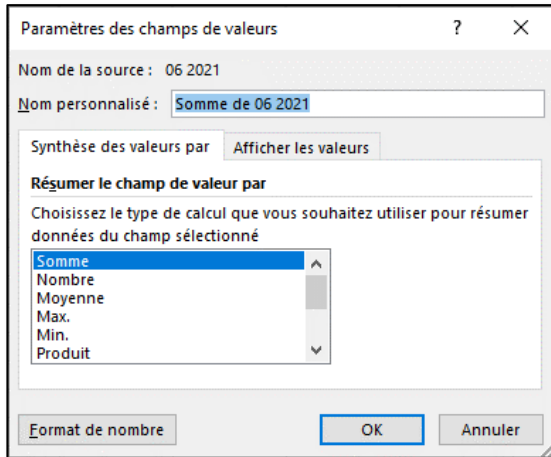 Paramètres des champs de valeurs ? ×
Nom de la source : 06 2021
Nom personnalisé : Somme de 06 2021
Synthèse des valeurs par Afficher les valeurs
Résumer le champ de valeur par
Choisissez le type de calcul que vous souhaitez utiliser pour résumer
données du champ sélectionné
Somme
Nombre
Moyenne
Max.
Min.
Produit
Format de nombre OK Annuler